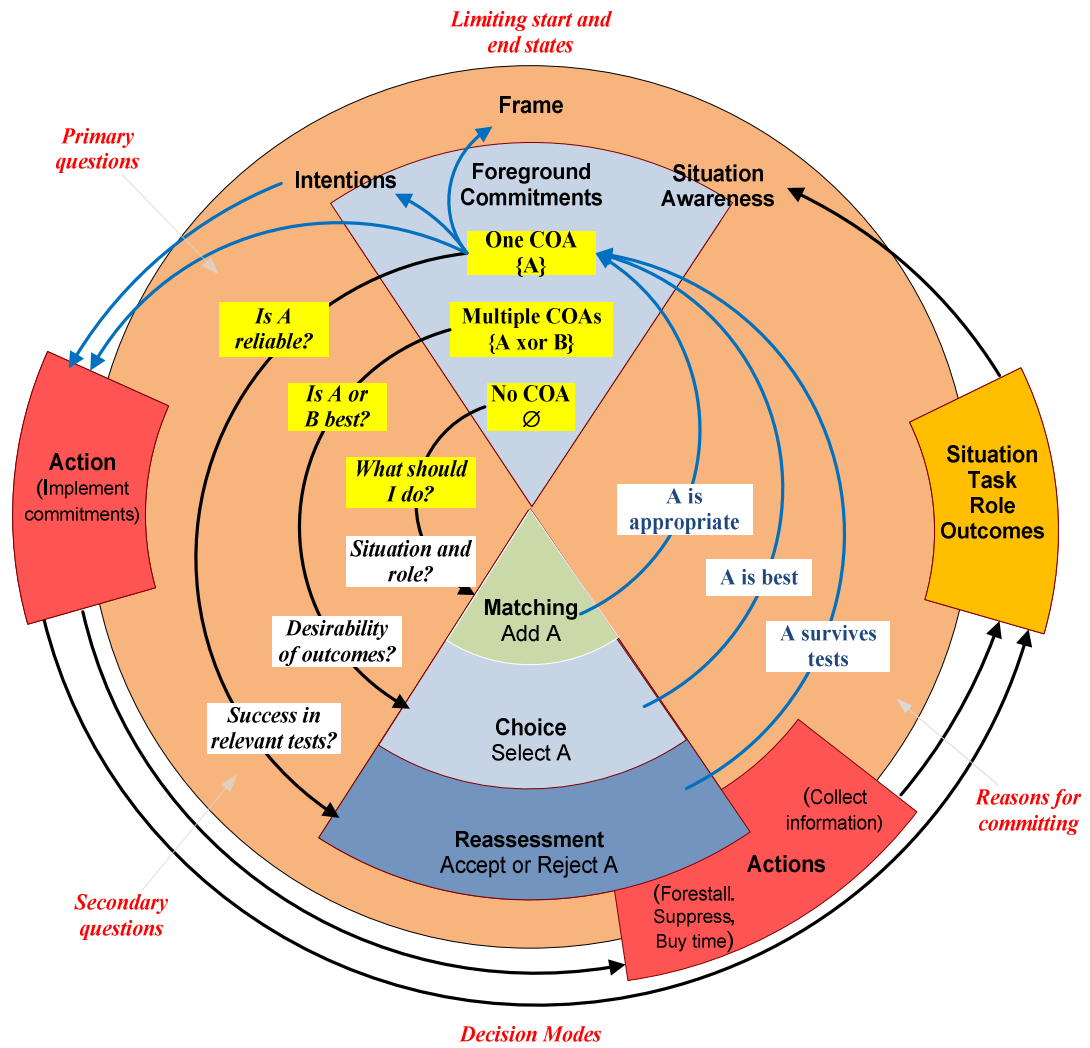 Limiting start and
end states
Frame
Primary
questions
Intentions
Foreground
Commitments
Situation
Awareness
One COA
{A}
Is A
reliable?
Multiple COAs
{A xor B}
Is A or
B best?
No COA
∅
Action
(Implement
commitments)
What should
I do?
Situation
Task
Role
Outcomes
A is
appropriate
Situation and
role?
A is best
Matching
Add A
Desirability
of outcomes?
A survives
tests
Success in
relevant tests?
Choice
Select A
(Collect
information)
Reasons for
committing
Reassessment
Accept or Reject A
Actions
(Forestall.
Suppress,
Buy time)
Secondary
questions
Decision Modes